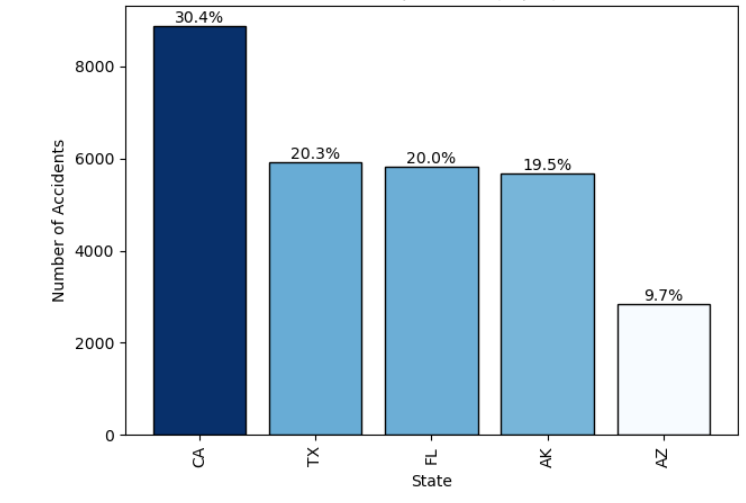 30.4%
8000
20.3%
20.0%
19.5%
6000
Number of Accidents
4000
9.7%
2000
0
CA
TX
FL
AK
AZ
State